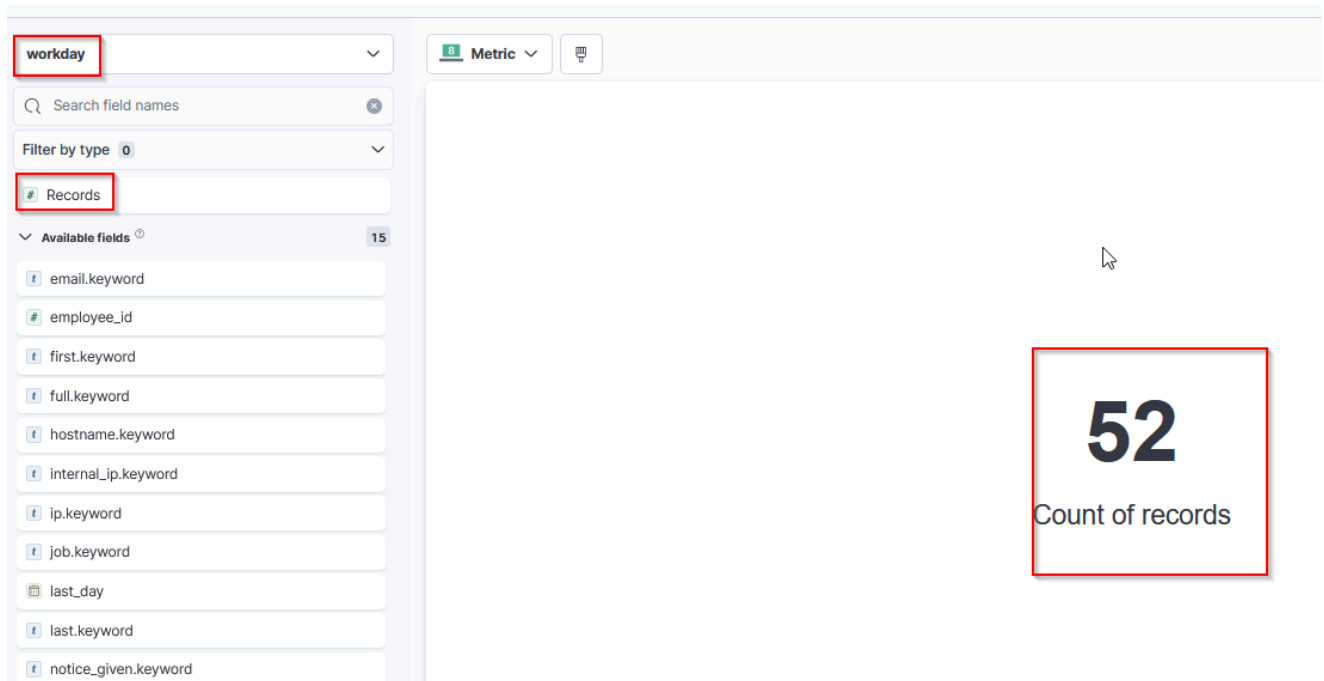 workday
Search field names
Filter by type 0
# Records
Available fields ?
15
t email.keyword
# employee_id
t first.keyword
t full.keyword
t hostname.keyword
t internal_ip.keyword
t ip.keyword
t job.keyword
last_day
t last.keyword
t notice_given.keyword
8 Metric
52
Count of records